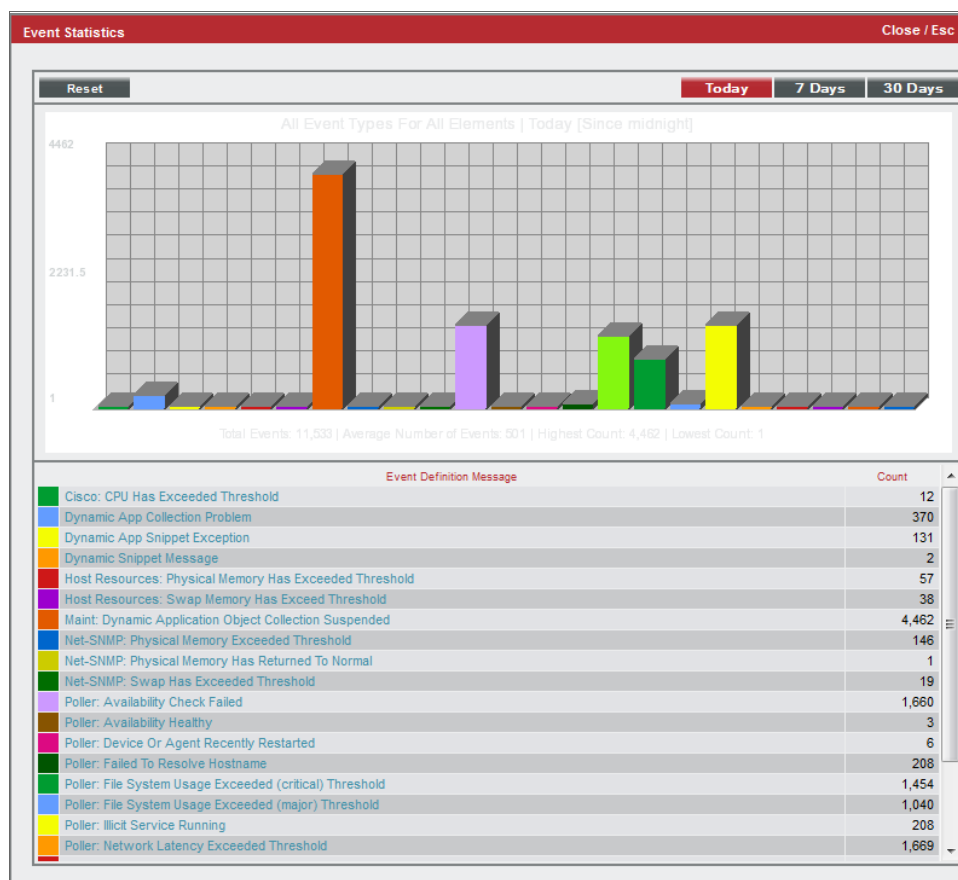 Event Statistics Close / Esc
Reset Today 7 Days 30 Days
All Event Types For All Elements | Today [Since midnight]
4462
2231.5
1
Total Events: 11,533 | Average Number of Events: 501 | Highest Count: 4,462 | Lowest Count: 1
Event Definition Message Count
Cisco: CPU Has Exceeded Threshold 12
Dynamic App Collection Problem 370
Dynamic App Snippet Exception 131
Dynamic Snippet Message 2
Host Resources: Physical Memory Has Exceeded Threshold 57
Host Resources: Swap Memory Has Exceed Threshold 38
Maint: Dynamic Application Object Collection Suspended 4,462
Net-SNMP: Physical Memory Exceeded Threshold 146
Net-SNMP: Physical Memory Has Returned To Normal 1
Net-SNMP: Swap Has Exceeded Threshold 19
Poller: Availability Check Failed 1,660
Poller: Availability Healthy 3
Poller: Device Or Agent Recently Restarted 6
Poller: Failed To Resolve Hostname 208
Poller: File System Usage Exceeded (critical) Threshold 1,454
Poller: File System Usage Exceeded (major) Threshold 1,040
Poller: Illicit Service Running 208
Poller: Network Latency Exceeded Threshold 1,669